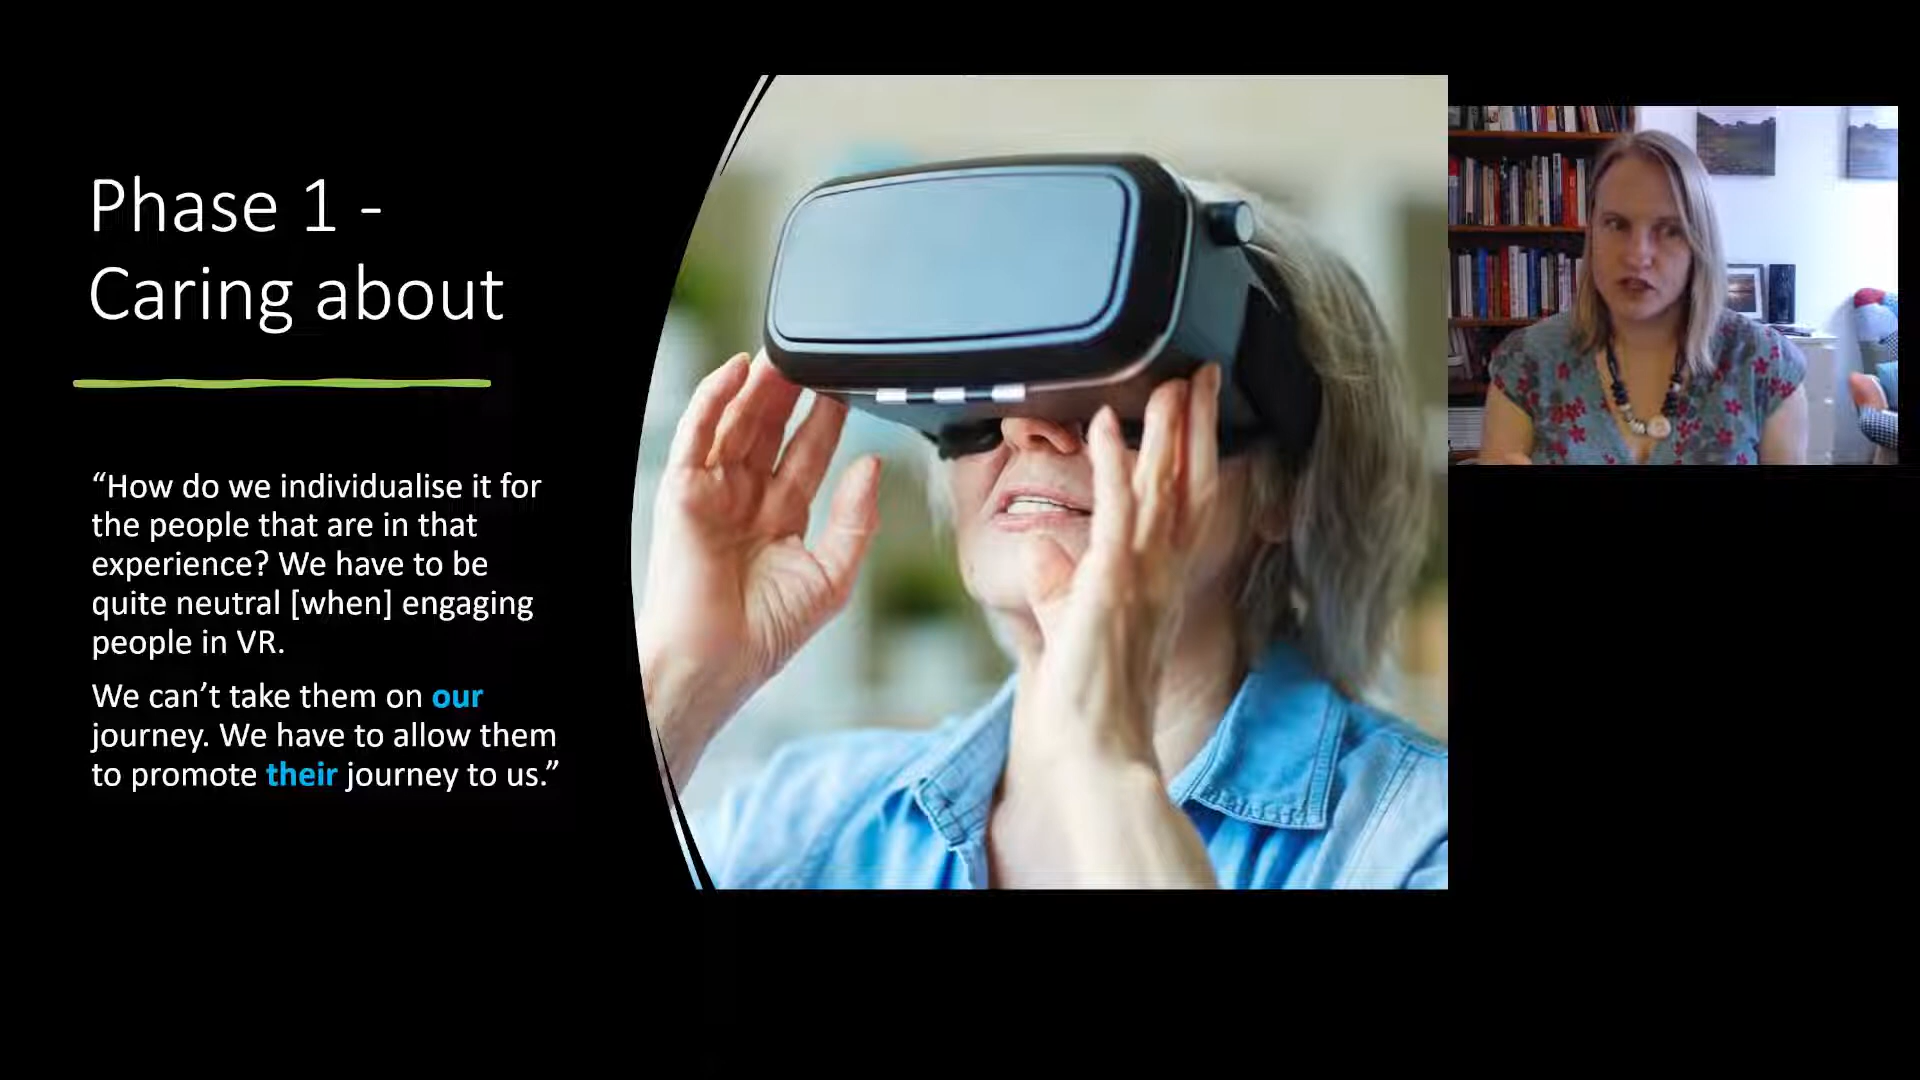 Phase 1 -
Caring about
“How do we individualise it for
the people that are in that
experience? We have to be
quite neutral [when] engaging
people in VR.
We can’t take them on our
journey. We have to allow them
to promote their journey to us.”